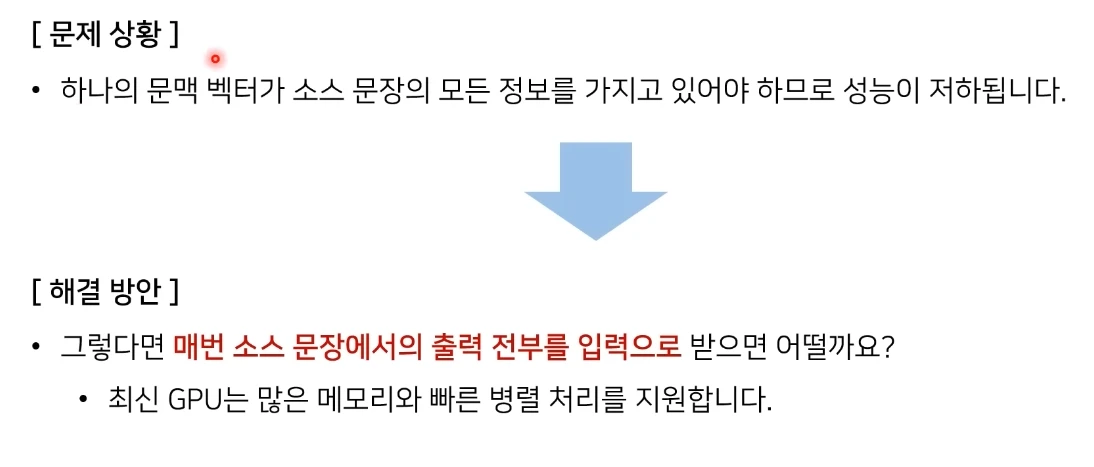 [ 문제 상황 ]
• 하나의 문맥 벡터가 소스 문장의 모든 정보를 가지고 있어야 하므로 성능이 저하됩니다.
[ 해결 방안 ]
• 그렇다면 매번 소스 문장에서의 출력 전부를 입력으로 받으면 어떨까요?
• 최신 GPU는 많은 메모리와 빠른 병렬 처리를 지원합니다.